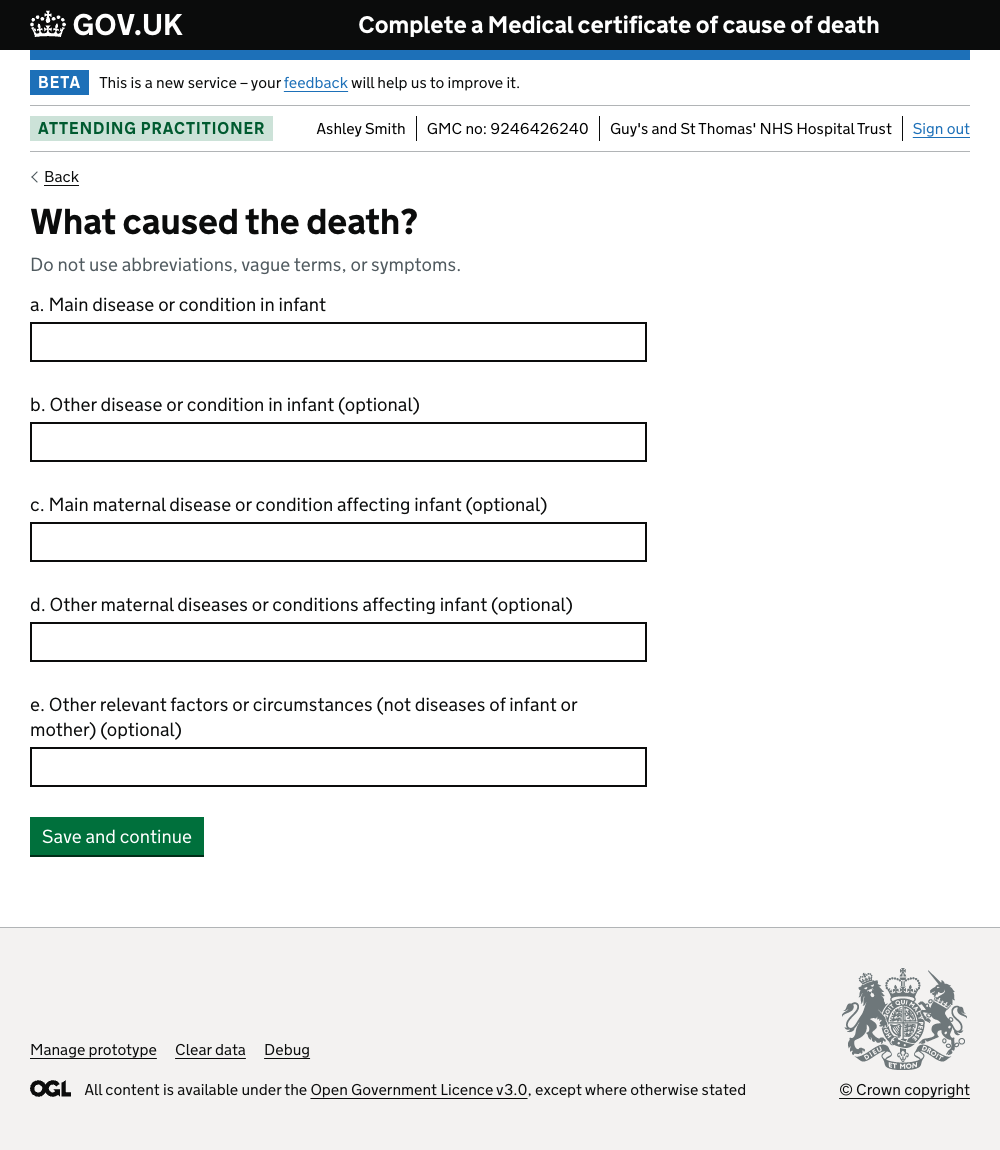 GOV.UK
Complete a Medical certificate of cause of death
BETA This is a new service – your feedback will help us to improve it.
ATTENDING PRACTITIONER Ashley Smith GMC no: 9246426240 Guy's and St Thomas' NHS Hospital Trust Sign out
Back
What caused the death?
Do not use abbreviations, vague terms, or symptoms.
a. Main disease or condition in infant
b. Other disease or condition in infant (optional)
c. Main maternal disease or condition affecting infant (optional)
d. Other maternal diseases or conditions affecting infant (optional)
e. Other relevant factors or circumstances (not diseases of infant or
mother) (optional)
Save and continue
Manage prototype Clear data Debug
OGL All content is available under the Open Government Licence v3.0, except where otherwise stated
DIEU ET MON DROIT
© Crown copyright